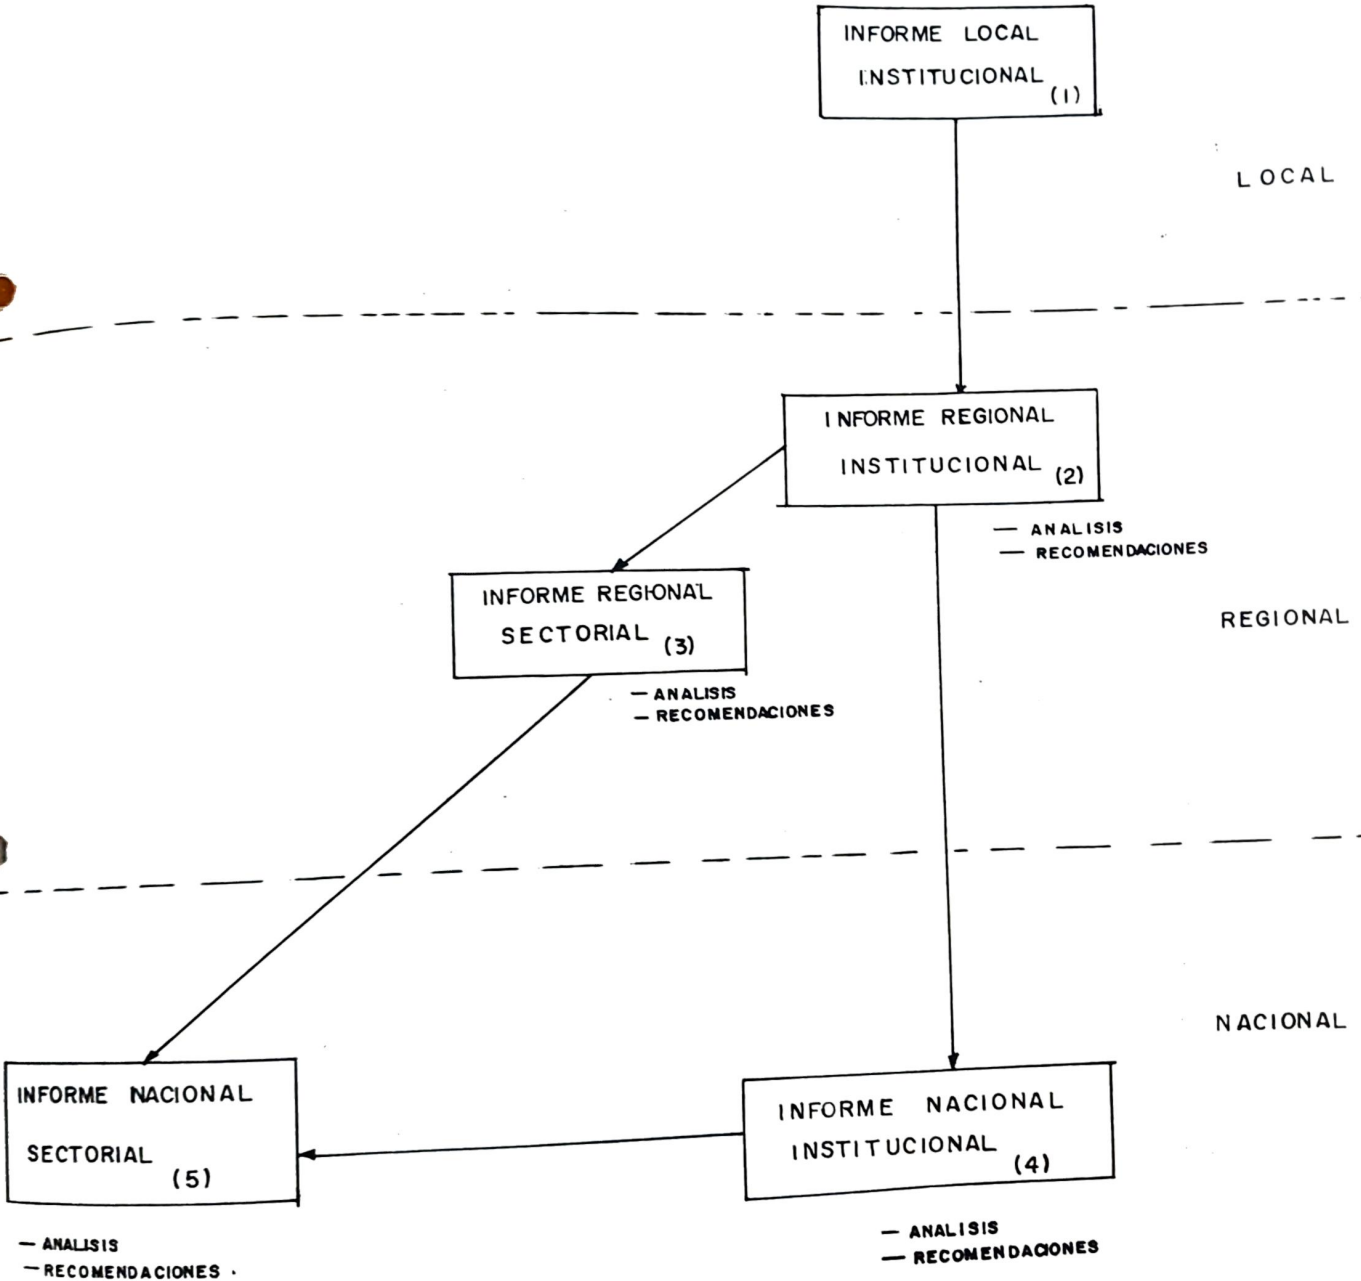 INFORME LOCAL
INSTITUCIONAL
(1)
LOCAL
INFORME REGIONAL
INSTITUCIONAL
(2)
— ANALISIS
— RECOMENDACIONES
INFORME REGIONAL
SECTORIAL
(3)
REGIONAL
— ANALISIS
— RECOMENDACIONES
NACIONAL
INFORME NACIONAL
SECTORIAL
(5)
INFORME NACIONAL
INSTITUCIONAL
(4)
— ANALISIS
— RECOMENDACIONES
— ANALISIS
— RECOMENDACIONES.